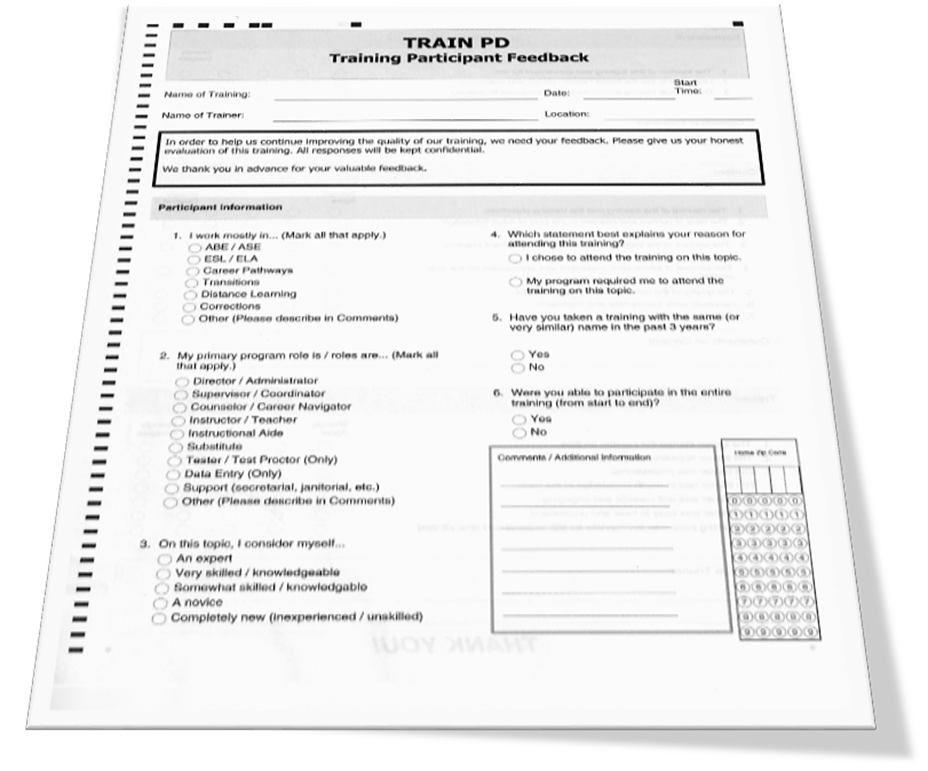 TRAIN PD
Training Participant Feedback
Name of Training:
Date:
Start
Time:
Name of Trainer:
Location:
In order to help us continue improving the quality of our training, we need your feedback. Please give us your honest
evaluation of this training. All responses will be kept confidential.
We thank you in advance for your valuable feedback.
Participant Information
1. I work mostly in... (Mark all that apply.)
ABE / ASE
ESL / ELA
Career Pathways
Transitions
Distance Learning
Corrections
Other (Please describe in Comments)
2. My primary program role is / roles are... (Mark all
that apply.)
Director / Administrator
Supervisor / Coordinator
Counselor / Career Navigator
Instructor / Teacher
Instructional Aide
Substitute
Tester / Test Proctor (Only)
Data Entry (Only)
Support (secretarial, janitorial, etc.)
Other (Please describe in Comments)
3. On this topic, I consider myself...
An expert
Very skilled / knowledgeable
Somewhat skilled / knowledgable
A novice
Completely new (inexperienced / unskilled)
4. Which statement best explains your reason for
attending this training?
I chose to attend the training on this topic.
My program required me to attend the
training on this topic.
5. Have you taken a training with the same (or
very similar) name in the past 3 years?
Yes
No
6. Were you able to participate in the entire
training (from start to end)?
Yes
No
Comments / Additional Information
Home Zip Code
0 0 0 0 0
1 1 1 1 1
2 2 2 2 2
3 3 3 3 3
4 4 4 4 4
5 5 5 5 5
6 6 6 6 6
7 7 7 7 7
8 8 8 8 8
9 9 9 9 9
THANK YOU!